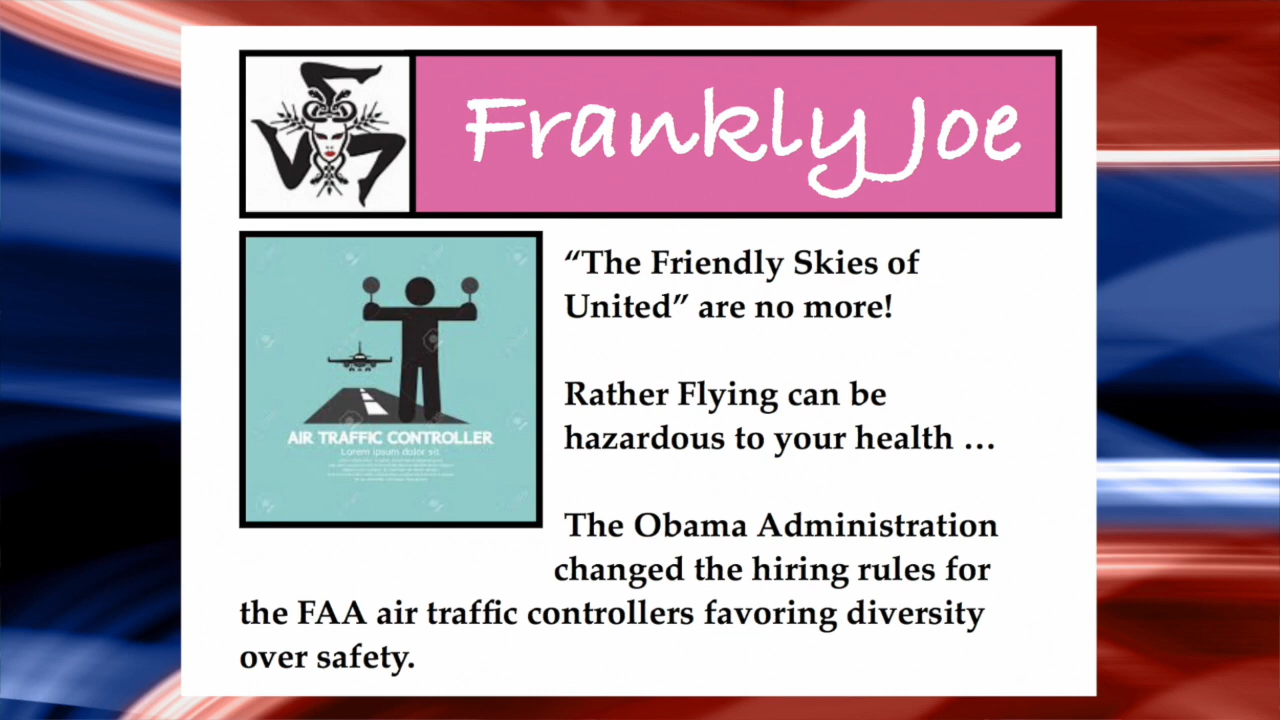 Frankly Joe
“The Friendly Skies of
United” are no more!
Rather Flying can be
hazardous to your health …
AIR TRAFFIC CONTROLLER
Lorem ipsum dolor sit
The Obama Administration
changed the hiring rules for
the FAA air traffic controllers favoring diversity
over safety.